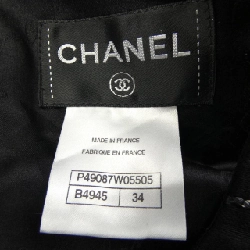 CHANEL
MADE IN FRANCE
FABRIQUE EN FRANCE
P49087W05505
B4945 34